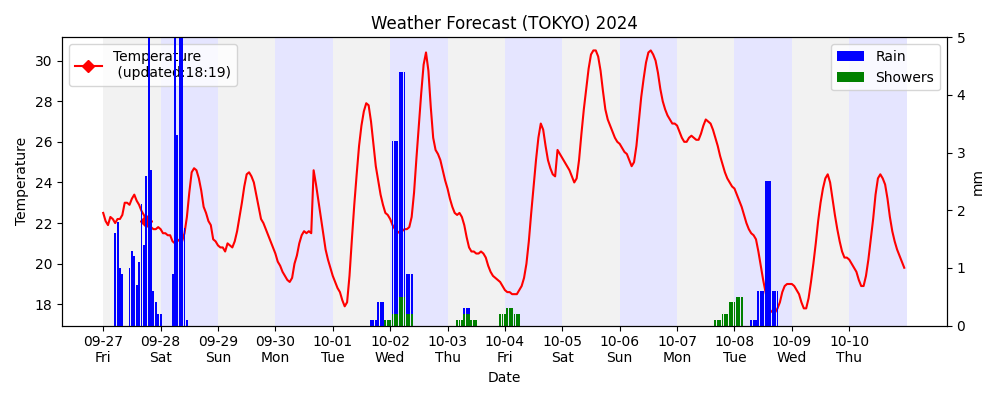 Weather Forecast (TOKYO) 2024
Temperature
(updated:18:19)
Rain
Showers
Temperature
30
28
26
24
22
20
18
5
4
3
2
1
0
mm
09-27 09-28 09-29 09-30 10-01 10-02 10-03 10-04 10-05 10-06 10-07 10-08 10-09 10-10
Fri Sat Sun Mon Tue Wed Thu Fri Sat Sun Mon Tue Wed Thu
Date